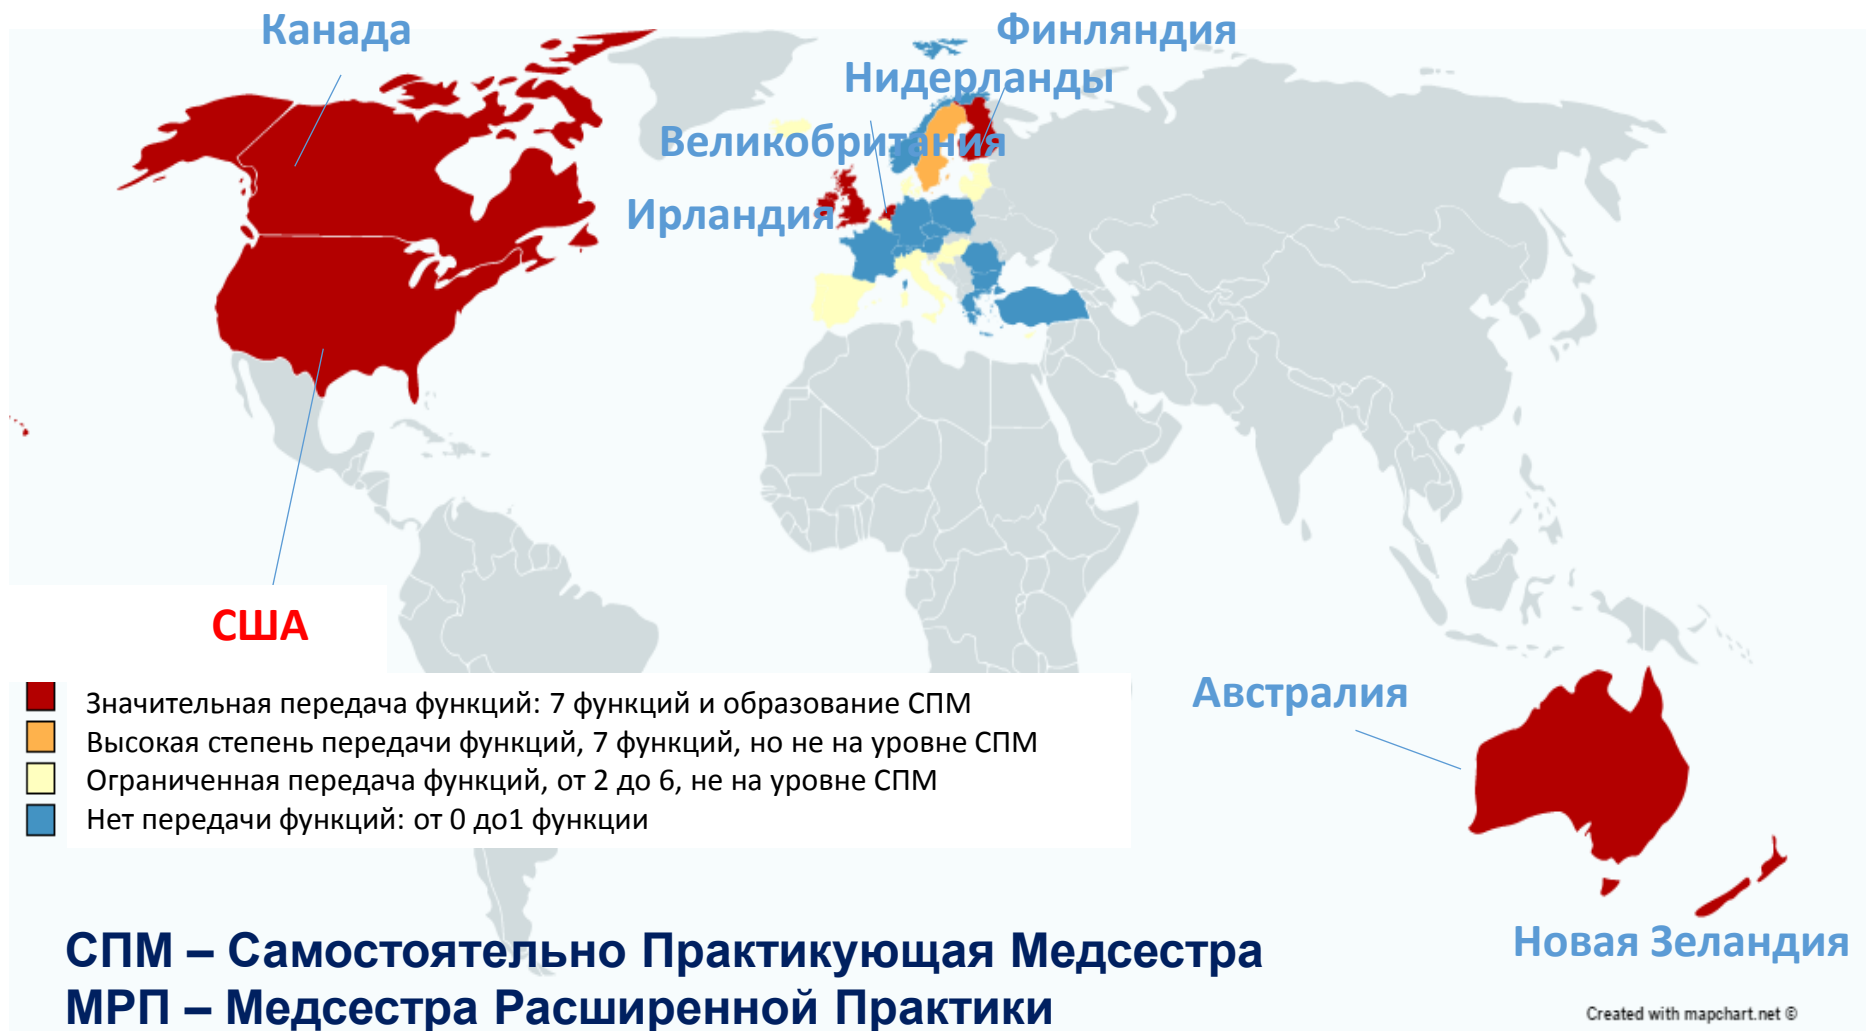 Канада
Финляндия
Нидерланды
Великобритания
Ирландия
США
Значительная передача функций: 7 функций и образование СПМ
Высокая степень передачи функций, 7 функций, но не на уровне СПМ
Ограниченная передача функций, от 2 до 6, не на уровне СПМ
Нет передачи функций: от 0 до1 функции
Австралия
Новая Зеландия
СПМ – Самостоятельно Практикующая Медсестра
МРП – Медсестра Расширенной Практики
Created with mapchart.net ©